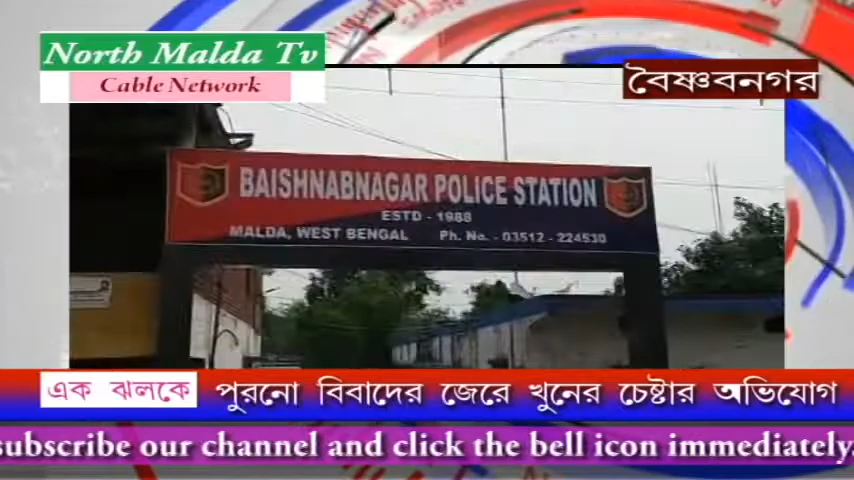 North Malda Tv
Cable Network
বৈষ্ণবনগর
BAISHNABNAGAR POLICE STATION
ESTD - 1988
MALDA, WEST BENGAL Ph. No. - 03512 - 224530
এক ঝলকে পুরনো বিবাদের জেরে খুনের চেষ্টার অভিযোগ
subscribe our channel and click the bell icon immediately.